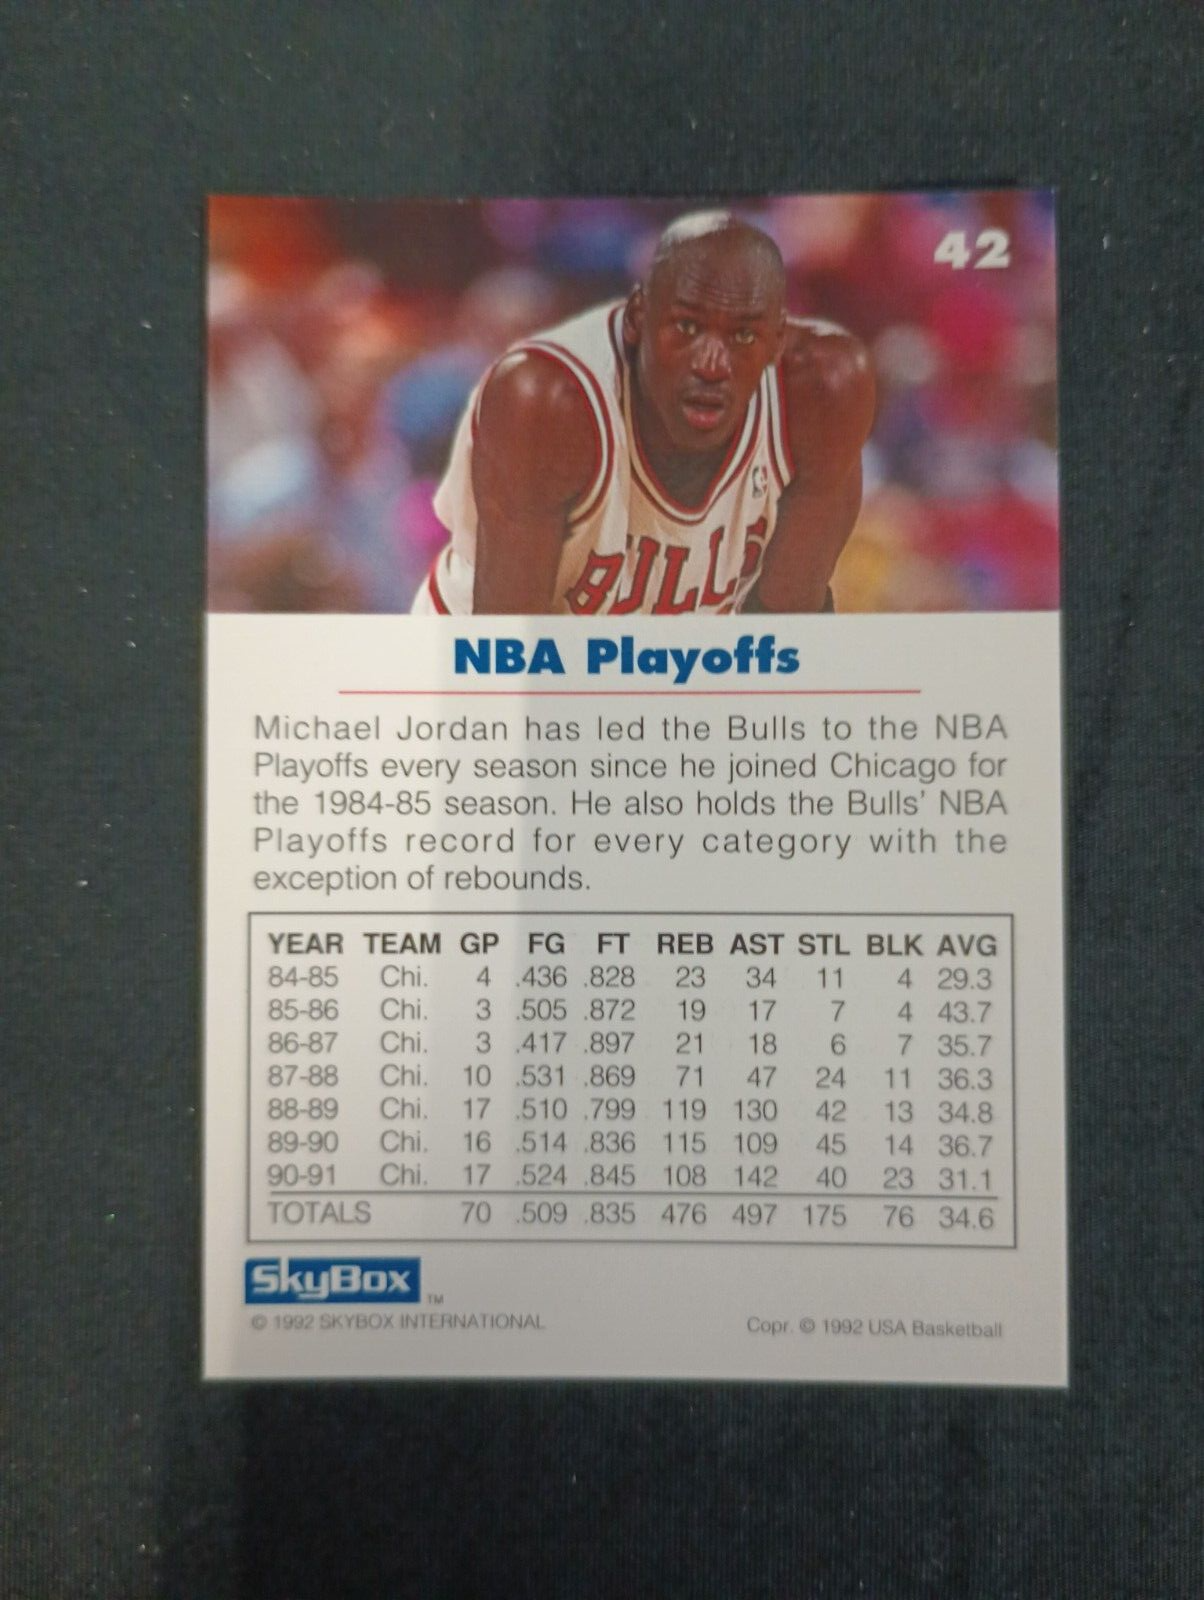 42
BULLS
NBA Playoffs
Michael Jordan has led the Bulls to the NBA
Playoffs every season since he joined Chicago for
the 1984-85 season. He also holds the Bulls' NBA
Playoffs record for every category with the
exception of rebounds.
YEAR TEAM GP FG FT REB AST STL BLK AVG
84-85 Chi. 4 .436 .828 23 34 11 4 29.3
85-86 Chi. 3 .505 .872 19 17 7 4 43.7
86-87 Chi. 3 .417 .897 21 18 6 7 35.7
87-88 Chi. 10 .531 .869 71 47 24 11 36.3
88-89 Chi. 17 .510 .799 119 130 42 13 34.8
89-90 Chi. 16 .514 .836 115 109 45 14 36.7
90-91 Chi. 17 .524 .845 108 142 40 23 31.1
TOTALS 70 .509 .835 476 497 175 76 34.6
SkyBox TM
© 1992 SKYBOX INTERNATIONAL
Copr. © 1992 USA Basketball